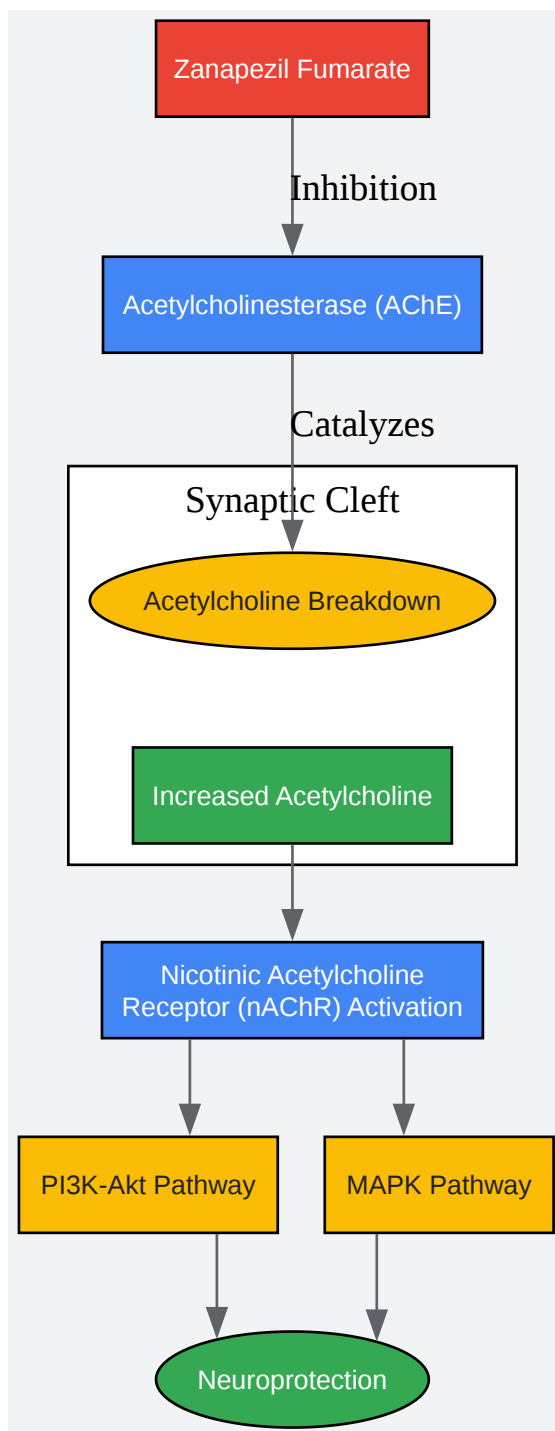 Zanapezil Fumarate
Inhibition
Acetylcholinesterase (AChE)
Catalyzes
Synaptic Cleft
Acetylcholine Breakdown
Increased Acetylcholine
Nicotinic Acetylcholine
Receptor (nAChR) Activation
PI3K-Akt Pathway
MAPK Pathway
Neuroprotection